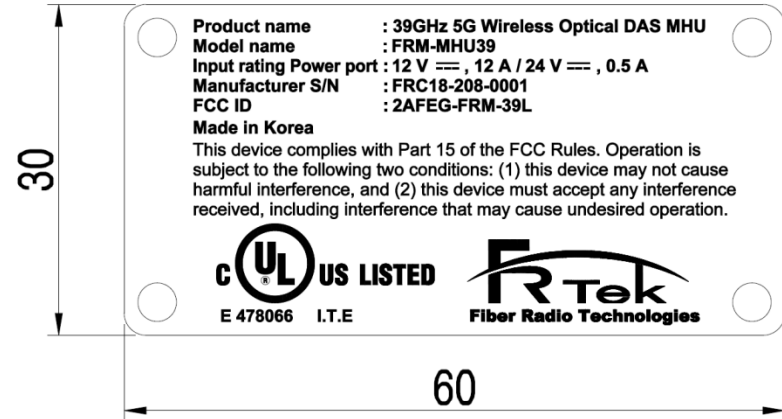 Product name : 39GHz 5G Wireless Optical DAS MHU
Model name : FRM-MHU39
Input rating Power port : 12 V ⎓ , 12 A / 24 V ⎓ , 0.5 A
Manufacturer S/N : FRC18-208-0001
FCC ID : 2AFEG-FRM-39L
Made in Korea
This device complies with Part 15 of the FCC Rules. Operation is
subject to the following two conditions: (1) this device may not cause
harmful interference, and (2) this device must accept any interference
received, including interference that may cause undesired operation.
C UL ® US LISTED
E 478066 I.T.E
FR Tek
Fiber Radio Technologies
30
60